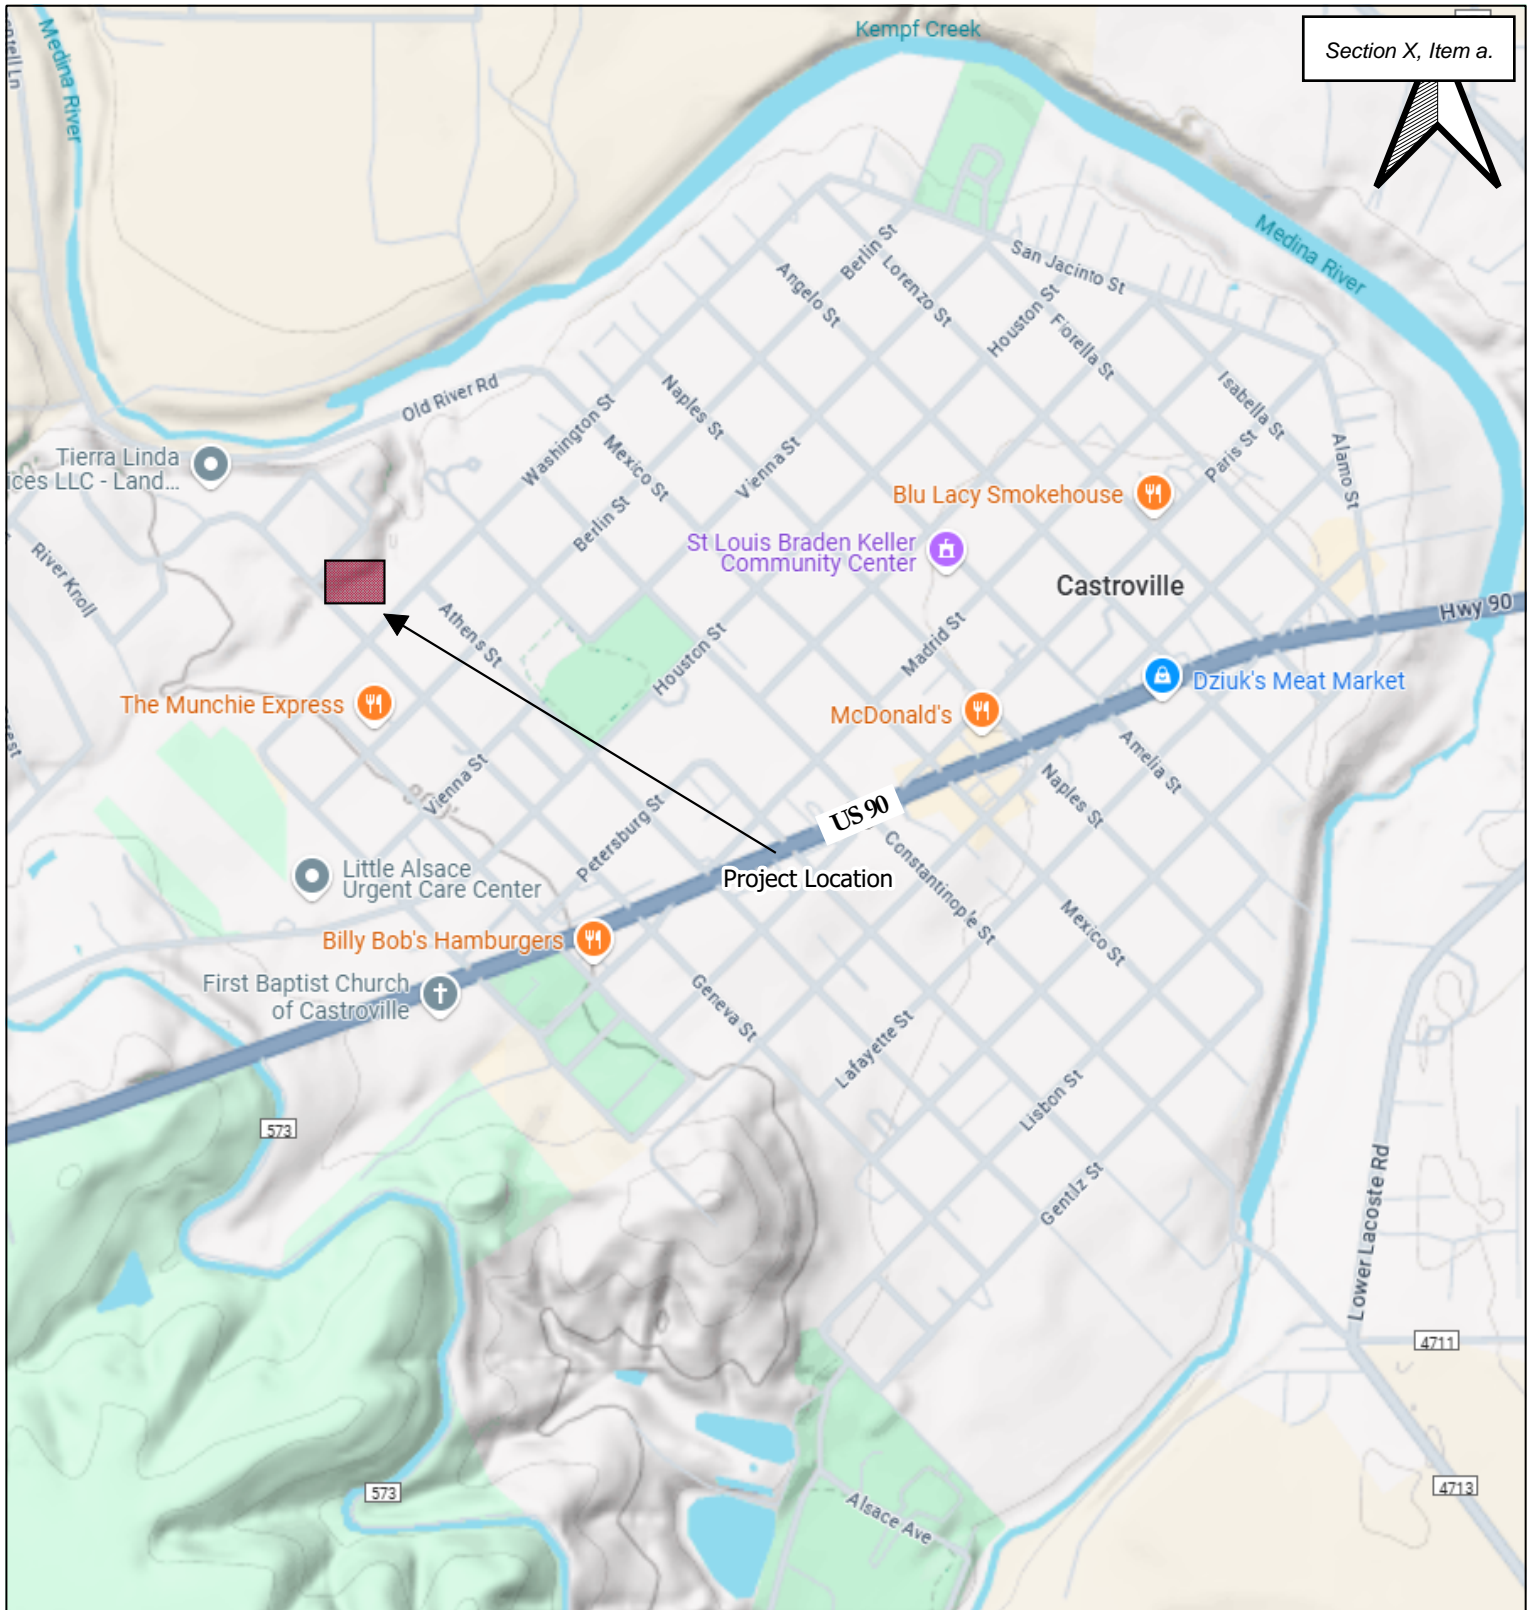 Kempf Creek
Section X, Item a.
Medina River
Medina River
Berlin St
San Jacinto St
Angelo St
Lorenzo St
Houston St
Fiorella St
Old River Rd
Naples St
Isabella St
Washington St
Mexico St
Vienna St
Paris St
Alamo St
Tierra Linda
ices LLC - Land...
Blu Lacy Smokehouse
Berlin St
St Louis Braden Keller
Community Center
River Knoll
Castroville
Hwy 90
Athens St
Houston St
Madrid St
Dziuk's Meat Market
The Munchie Express
McDonald's
Amelia St
Vienna St
Naples St
US 90
Petersburg St
Constantinople St
Little Alsace
Urgent Care Center
Project Location
Mexico St
Billy Bob's Hamburgers
First Baptist Church
of Castroville
Geneva St
Lafayette St
Lisbon St
573
Gentilz St
Lower Lacoste Rd
4711
573
4713
Alsace Ave